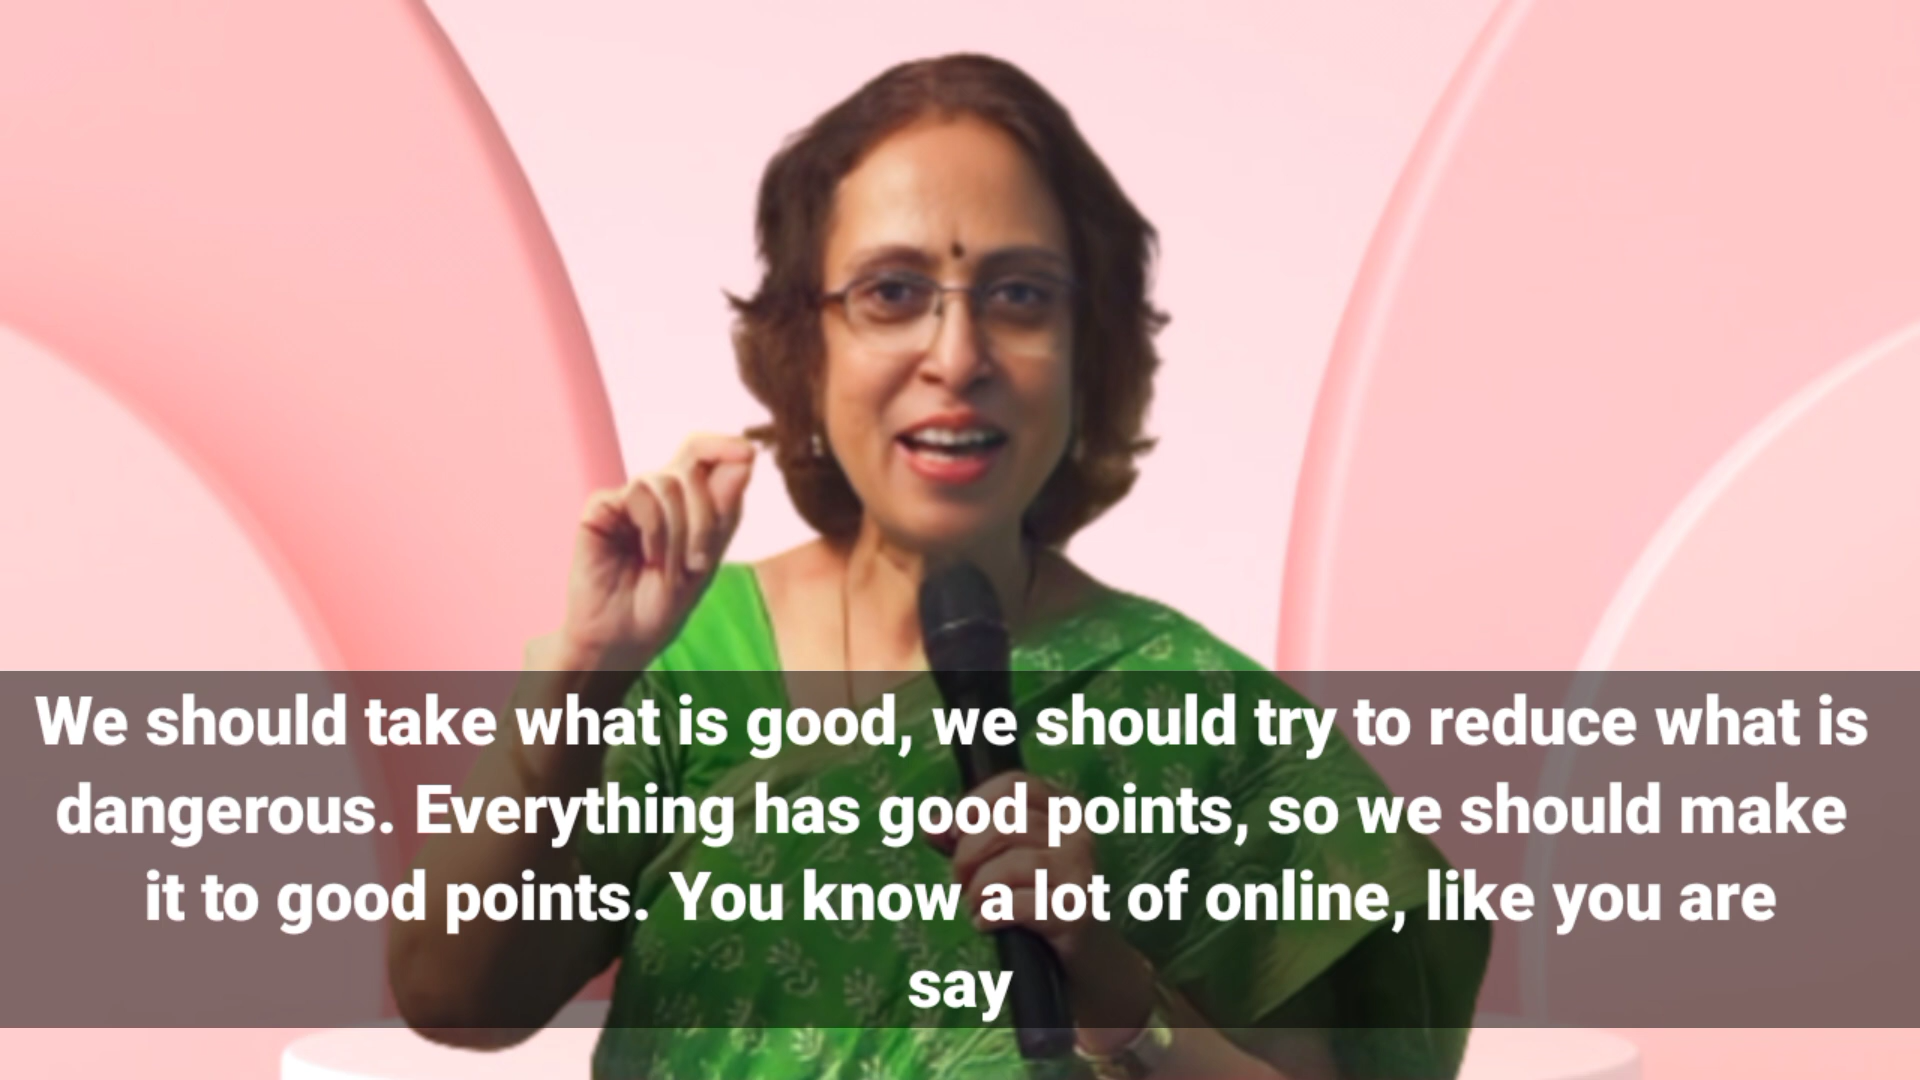 We should take what is good, we should try to reduce what is
dangerous. Everything has good points, so we should make
it to good points. You know a lot of online, like you are
say